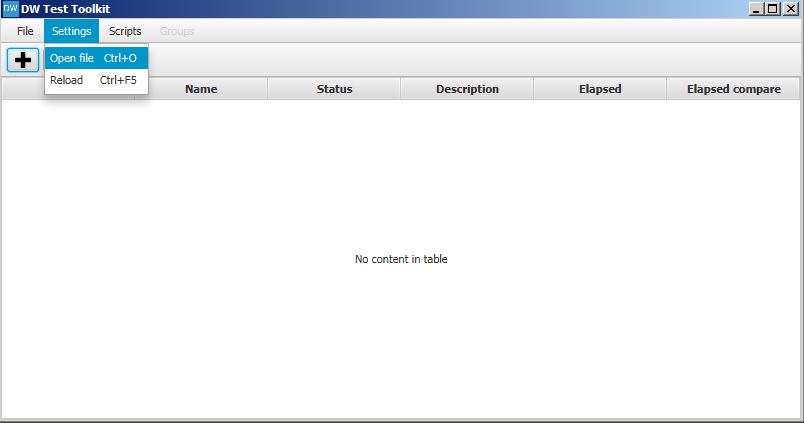 DW DW Test Toolkit
File Settings Scripts Groups
Open file Ctrl+O
Reload Ctrl+F5
Name Status Description Elapsed Elapsed compare
No content in table